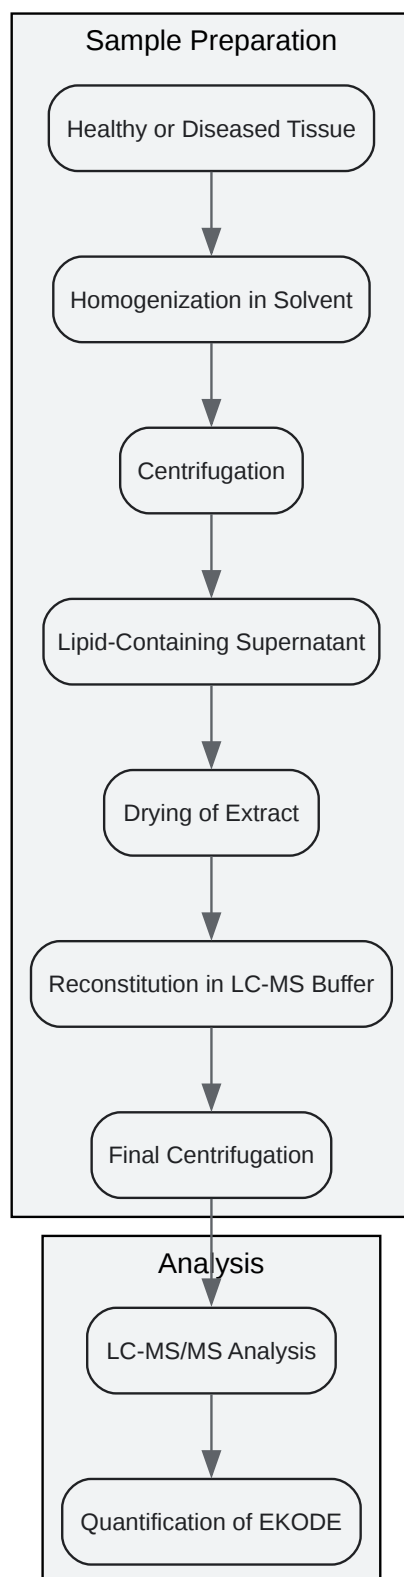 Sample Preparation
Healthy or Diseased Tissue
Homogenization in Solvent
Centrifugation
Lipid-Containing Supernatant
Drying of Extract
Reconstitution in LC-MS Buffer
Final Centrifugation
Analysis
LC-MS/MS Analysis
Quantification of EKODE